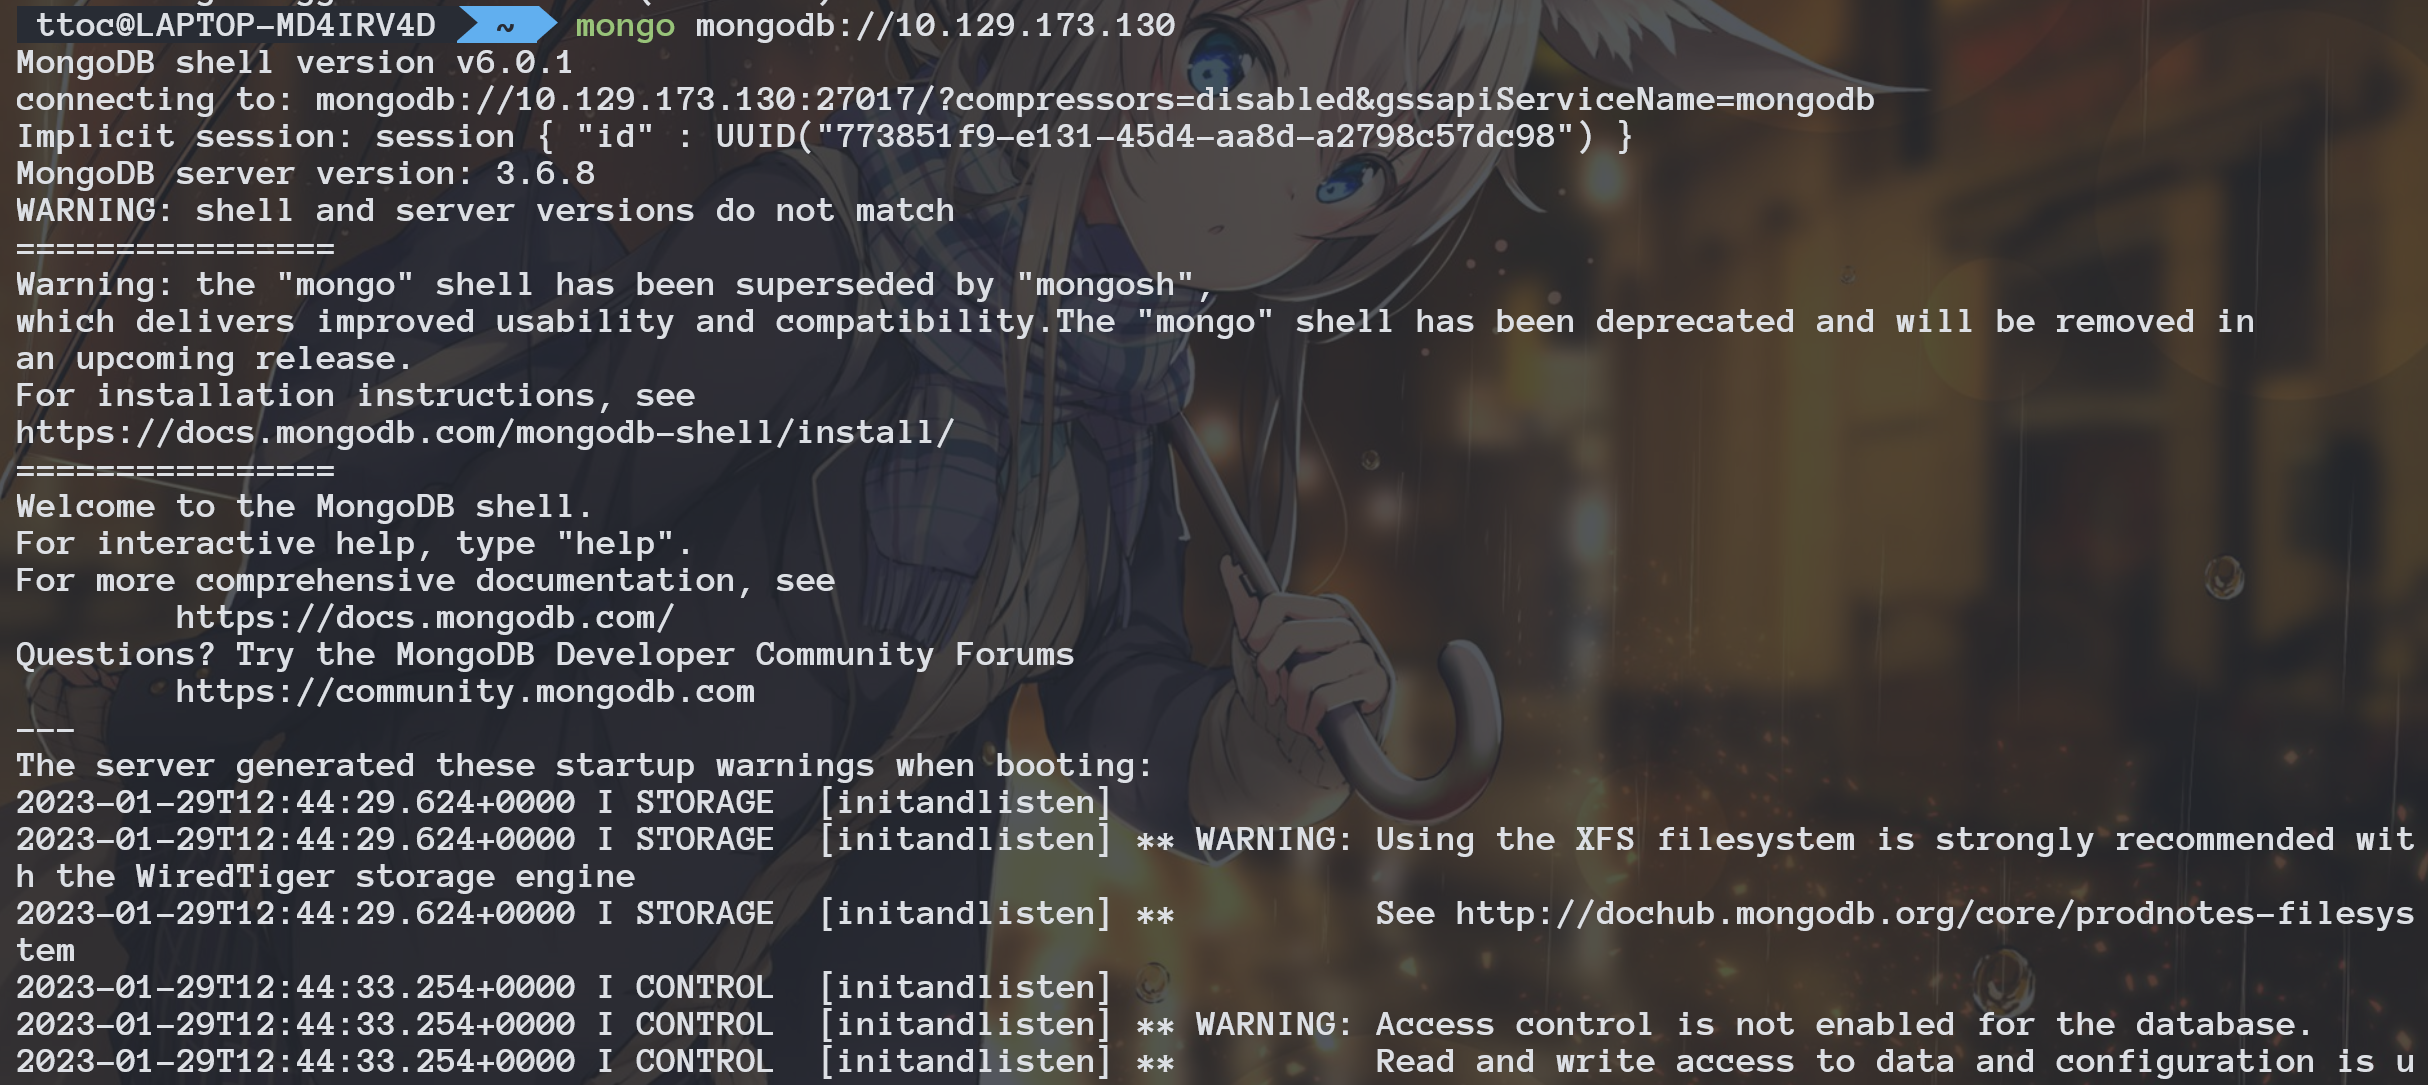 ttoc@LAPTOP-MD4IRV4D ~ mongo mongodb://10.129.173.130
MongoDB shell version v6.0.1
connecting to: mongodb://10.129.173.130:27017/?compressors=disabled&gssapiServiceName=mongodb
Implicit session: session { "id" : UUID("773851f9-e131-45d4-aa8d-a2798c57dc98") }
MongoDB server version: 3.6.8
WARNING: shell and server versions do not match
================
Warning: the "mongo" shell has been superseded by "mongosh",
which delivers improved usability and compatibility.The "mongo" shell has been deprecated and will be removed in
an upcoming release.
For installation instructions, see
https://docs.mongodb.com/mongodb-shell/install/
================
Welcome to the MongoDB shell.
For interactive help, type "help".
For more comprehensive documentation, see
        https://docs.mongodb.com/
Questions? Try the MongoDB Developer Community Forums
        https://community.mongodb.com
---
The server generated these startup warnings when booting:
2023-01-29T12:44:29.624+0000 I STORAGE  [initandlisten]
2023-01-29T12:44:29.624+0000 I STORAGE  [initandlisten] ** WARNING: Using the XFS filesystem is strongly recommended wit
h the WiredTiger storage engine
2023-01-29T12:44:29.624+0000 I STORAGE  [initandlisten] **          See http://dochub.mongodb.org/core/prodnotes-filesys
tem
2023-01-29T12:44:33.254+0000 I CONTROL  [initandlisten]
2023-01-29T12:44:33.254+0000 I CONTROL  [initandlisten] ** WARNING: Access control is not enabled for the database.
2023-01-29T12:44:33.254+0000 I CONTROL  [initandlisten] **          Read and write access to data and configuration is u